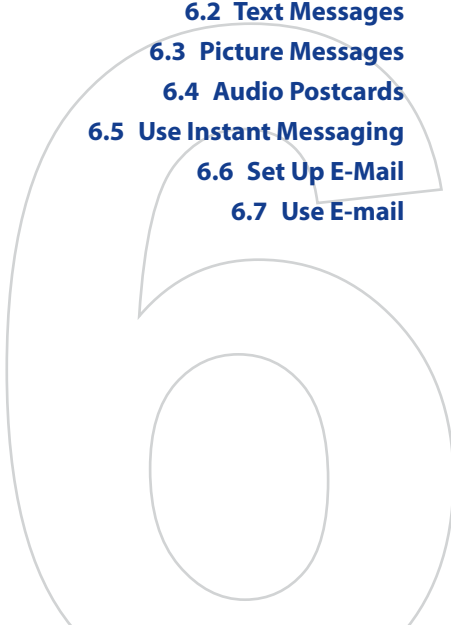 6.2 Text Messages
6.3 Picture Messages
6.4 Audio Postcards
6.5 Use Instant Messaging
6.6 Set Up E-Mail
6.7 Use E-mail
6